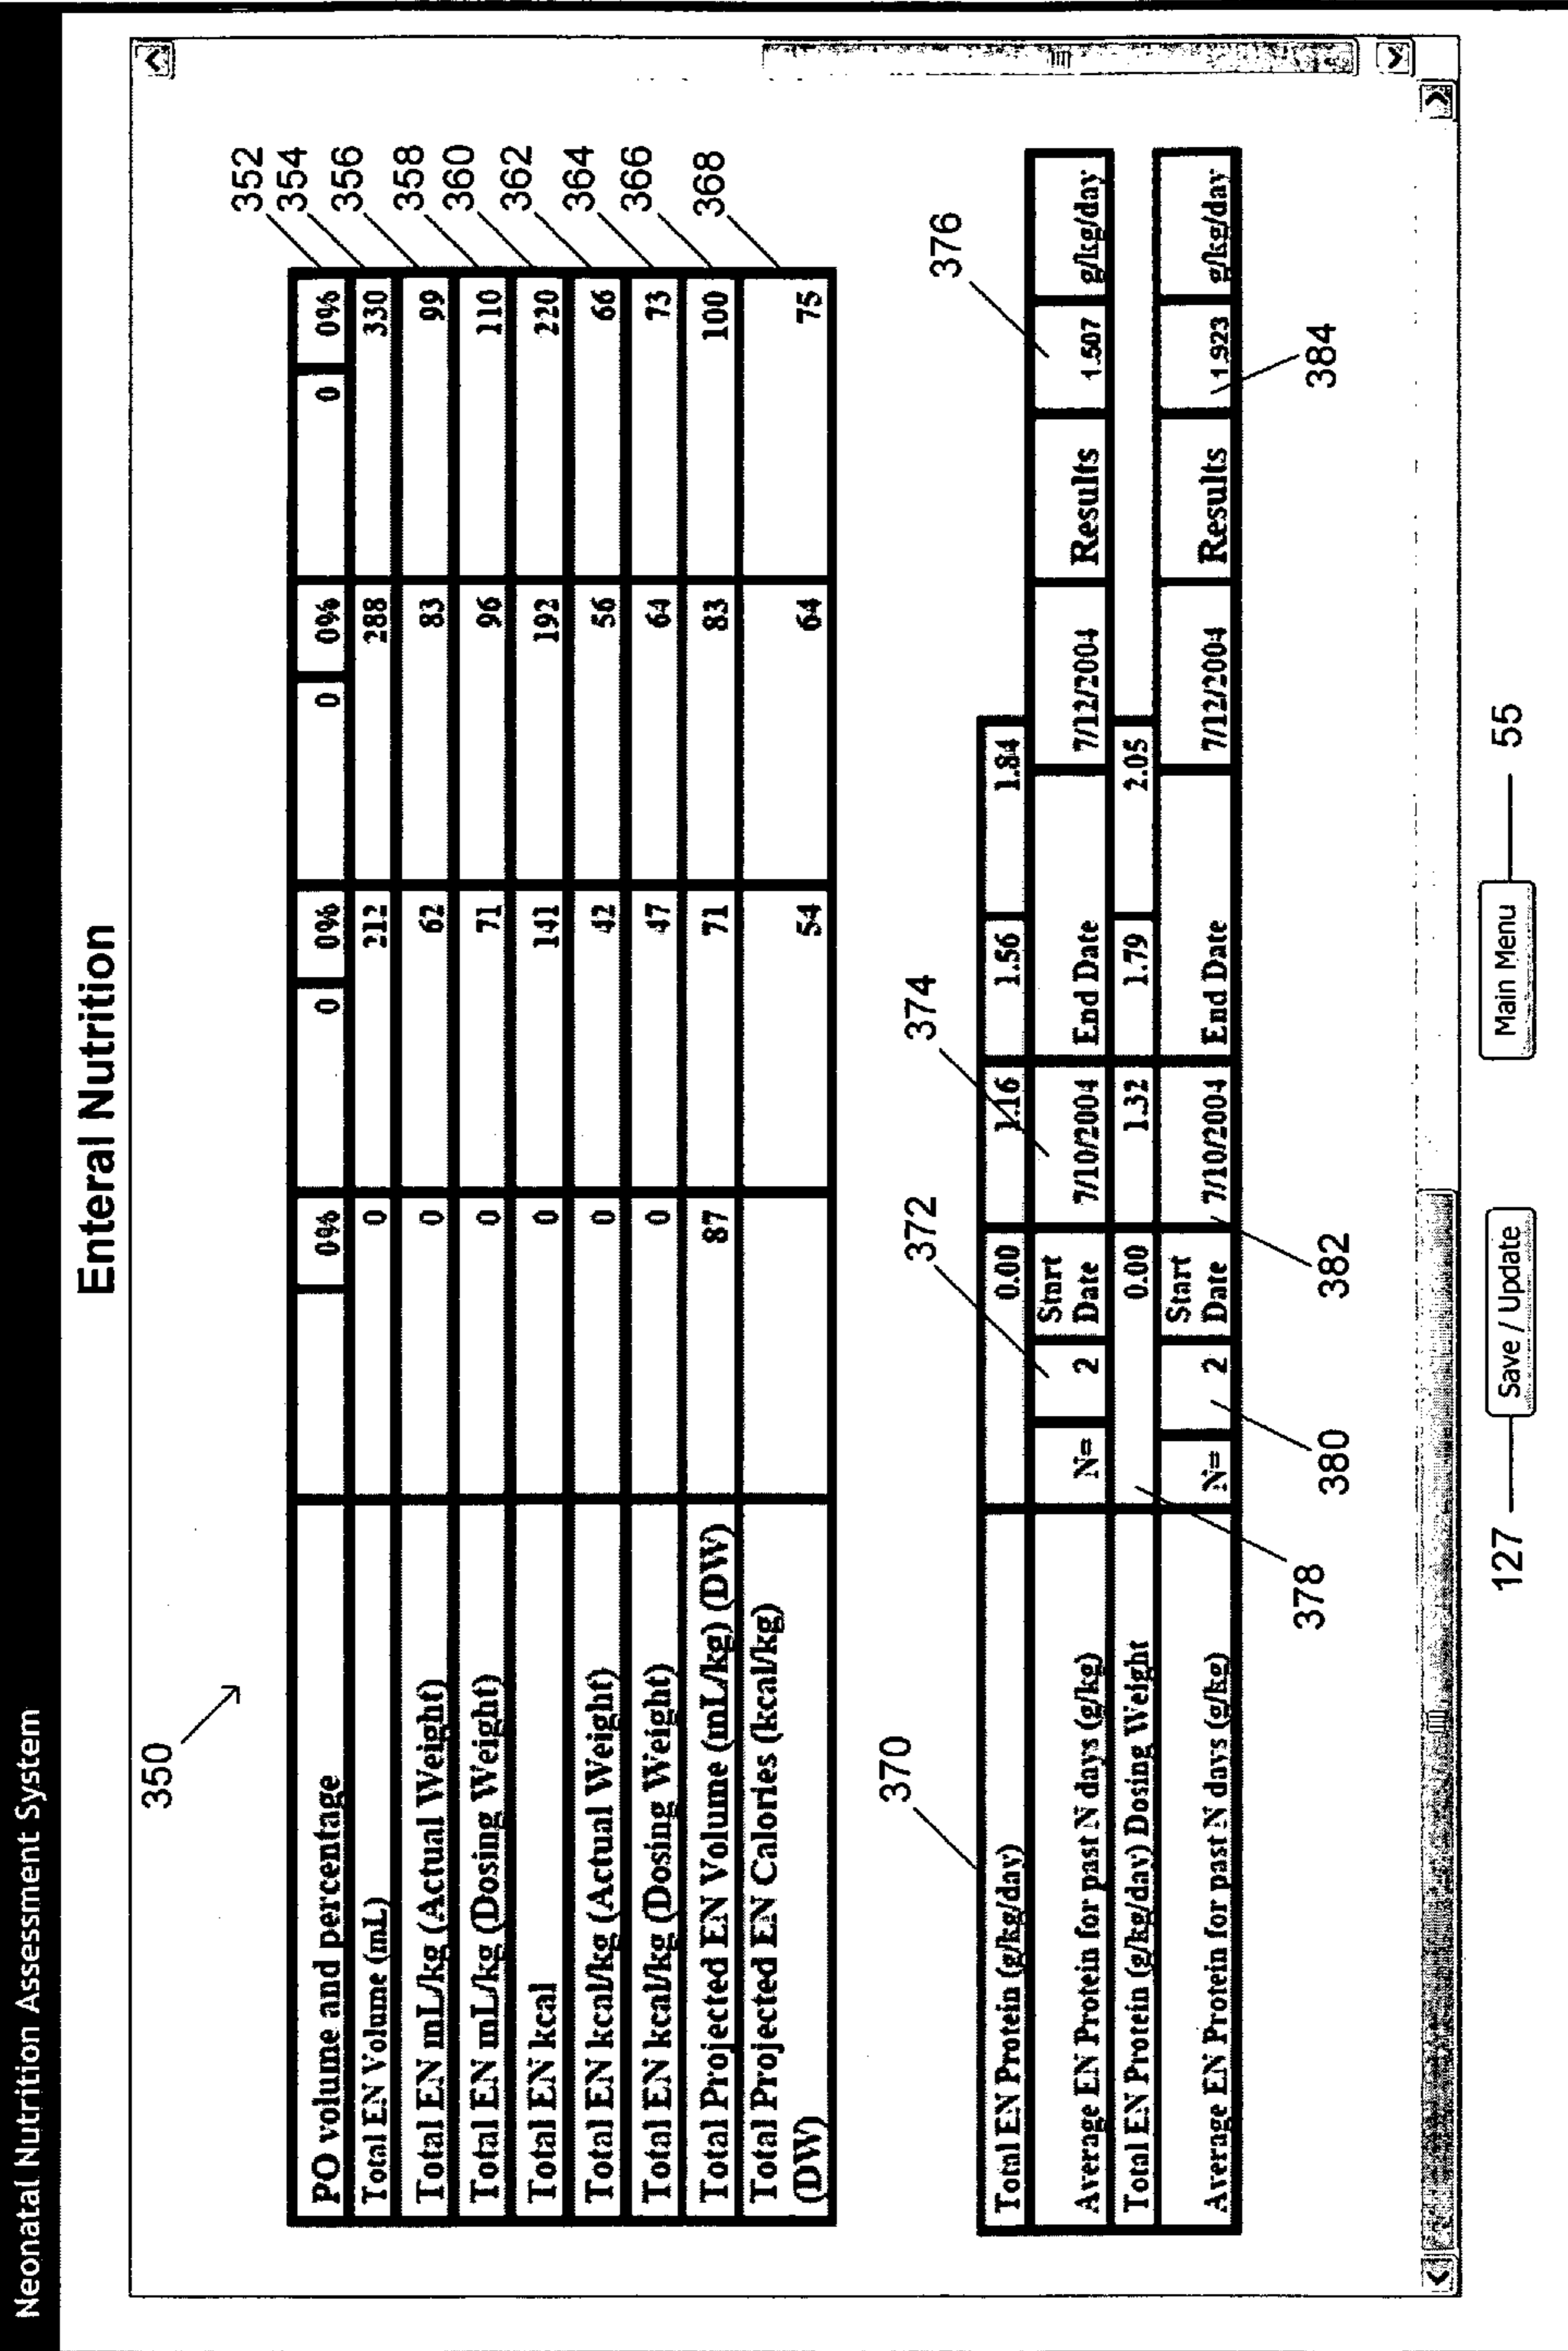 Neonatal Nutrition Assessment System
Enteral Nutrition
350
352
354
356
358
360
362
364
366
368
PO volume and percentage 0% 0 0% 0 0% 0 0%
Total EN Volume (mL) 0 212 288 330
Total EN mL/kg (Actual Weight) 0 62 83 99
Total EN mL/kg (Dosing Weight) 0 71 96 110
Total EN kcal 0 141 192 220
Total EN kcal/kg (Actual Weight) 0 42 56 66
Total EN kcal/kg (Dosing Weight) 0 47 64 73
Total Projected EN Volume (mL/kg) (DW) 87 71 83 100
Total Projected EN Calories (kcal/kg) 54 64 75
(DW)
370
372
374
376
Total EN Protein (g/kg/day) 0.00 1.16 1.56 1.84
Start
Average EN Protein for past N days (g/kg) N= 2 Date 7/10/2004 End Date 7/12/2004 Results 1.507 g/kg/day
Total EN Protein (g/kg/day) Dosing Weight 0.00 1.32 1.79 2.05
Start
Average EN Protein for past N days (g/kg) N= 2 Date 7/10/2004 End Date 7/12/2004 Results 1.923 g/kg/day
378
380
382
384
127 Save / Update Main Menu 55